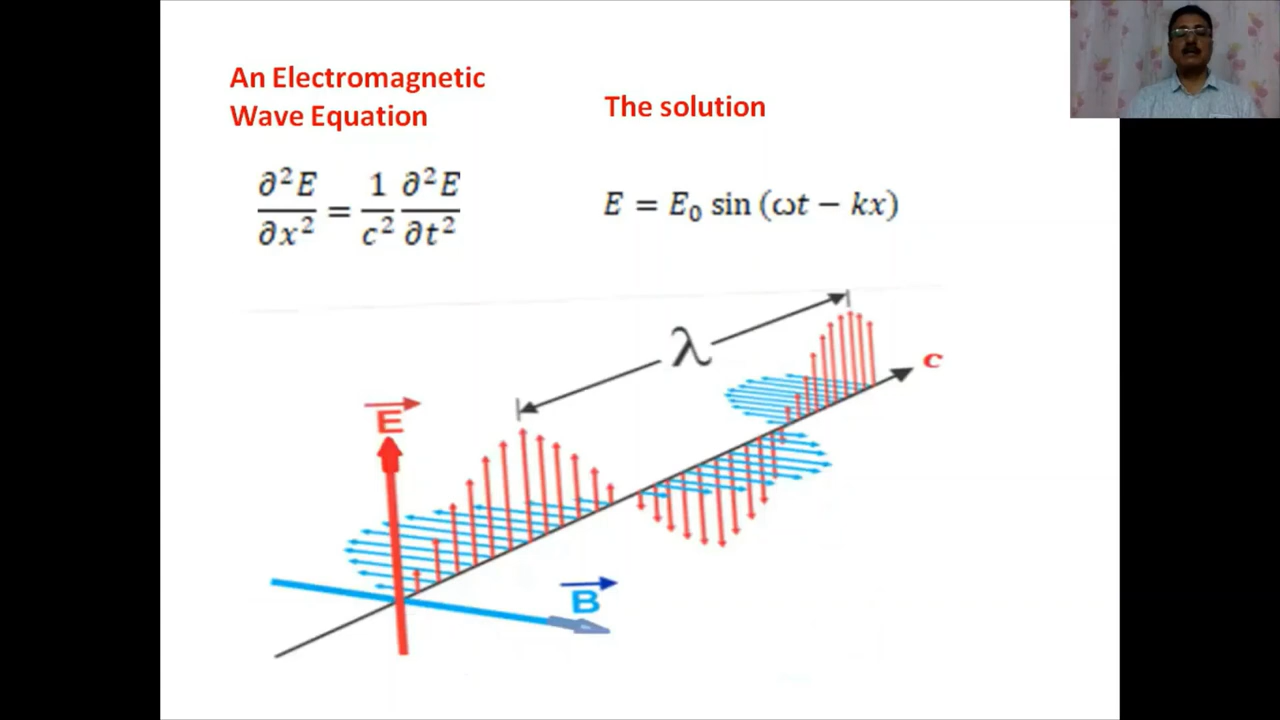 An Electromagnetic
Wave Equation
The solution
∂²E/∂x² = 1/c² ∂²E/∂t²
E = E₀ sin (ωt − kx)
λ
c
E
B